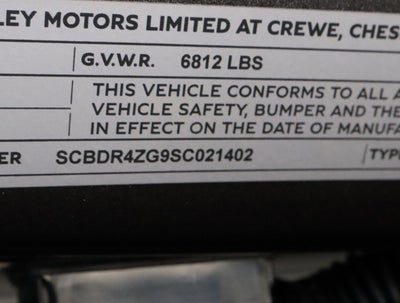 LEY MOTORS LIMITED AT CREWE, CHES
G.V.W.R. 6812 LBS
THIS VEHICLE CONFORMS TO ALL A
VEHICLE SAFETY, BUMPER AND THE
IN EFFECT ON THE DATE OF MANUFA
ER SCBDR4ZG9SC021402 TYP